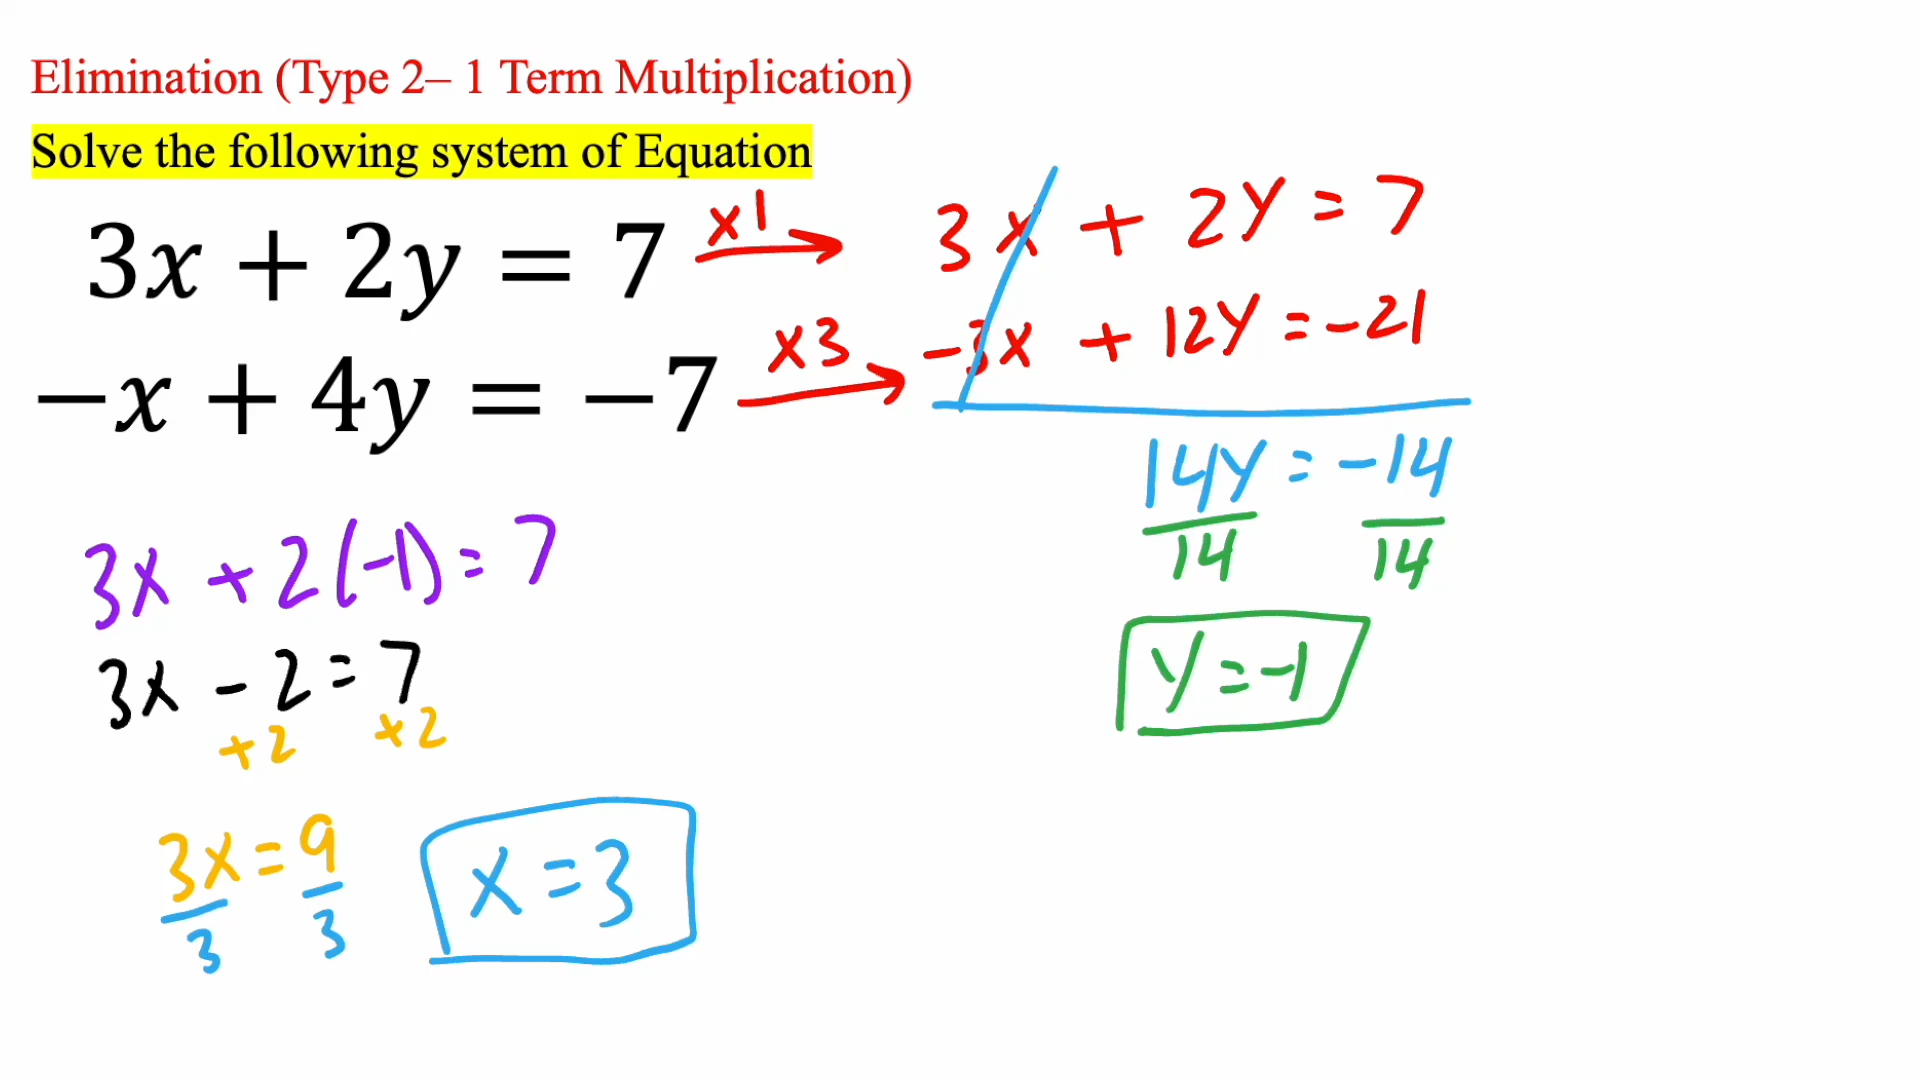 Elimination (Type 2– 1 Term Multiplication)
Solve the following system of Equation
3x + 2y = 7
x1
3x + 2y = 7
−x + 4y = −7
x3
-3x + 12y = -21
14y = -14
14 14
y = -1
3x + 2(-1) = 7
3x - 2 = 7
+2 +2
3x = 9
3 3
x = 3